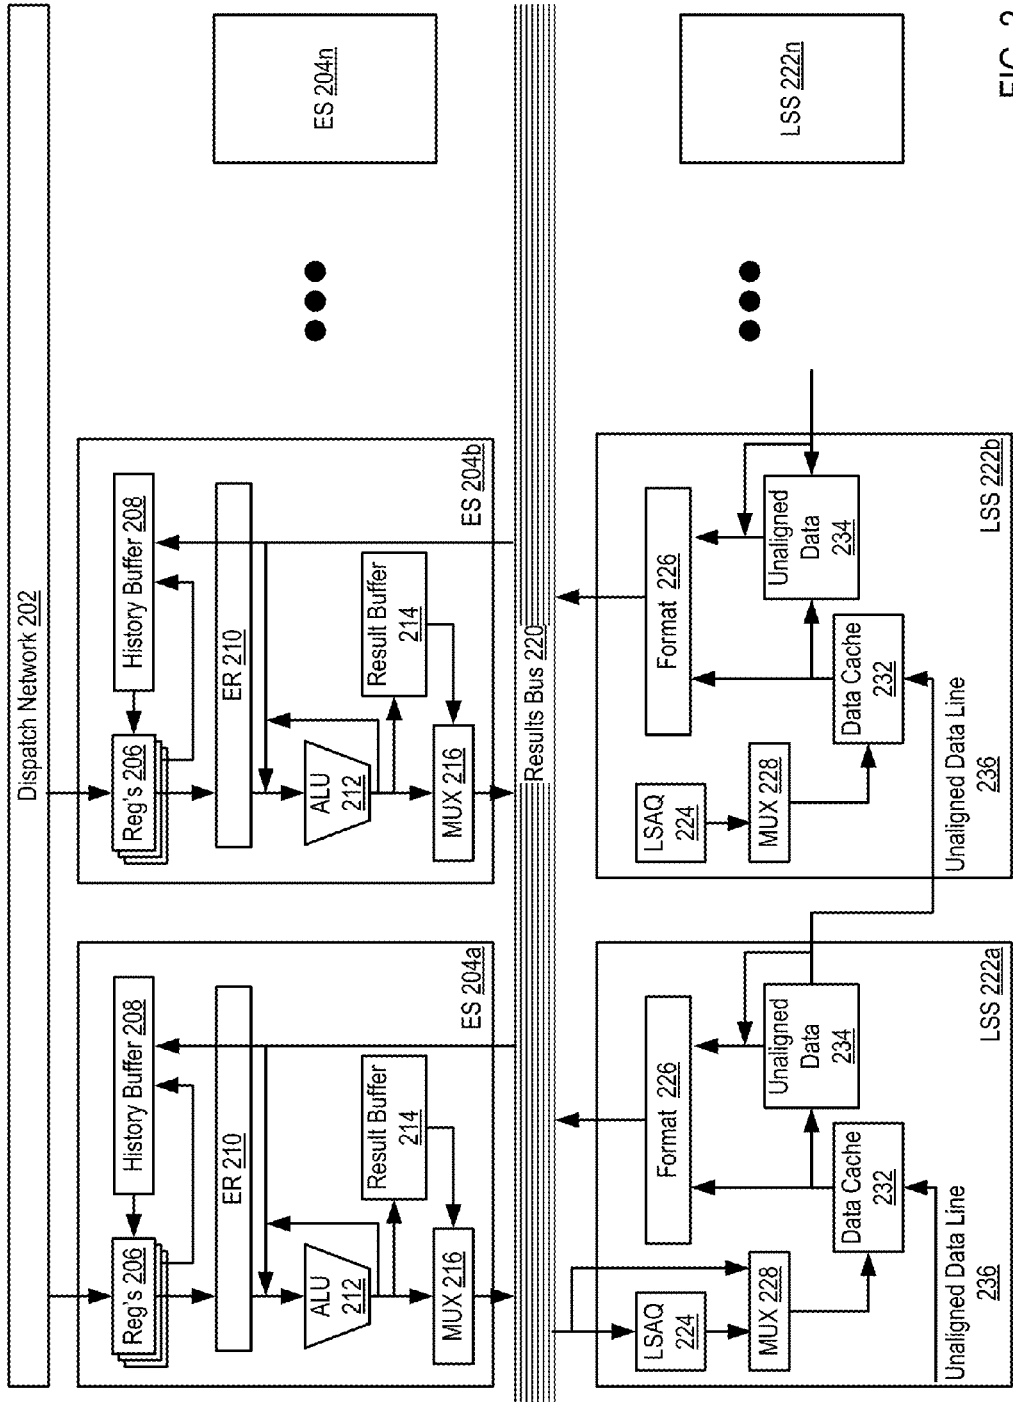 Dispatch Network 202
History Buffer 208
Reg's 206
ER 210
ALU
212
Result Buffer
214
MUX 216
ES 204a
History Buffer 208
Reg's 206
ER 210
ALU
212
Result Buffer
214
MUX 216
ES 204b
ES 204n
Results Bus 220
LSAQ
224
MUX 228
Format 226
Data Cache
232
Unaligned
Data
234
Unaligned Data Line
236
LSS 222a
LSAQ
224
MUX 228
Format 226
Data Cache
232
Unaligned
Data
234
Unaligned Data Line
236
LSS 222b
LSS 222n